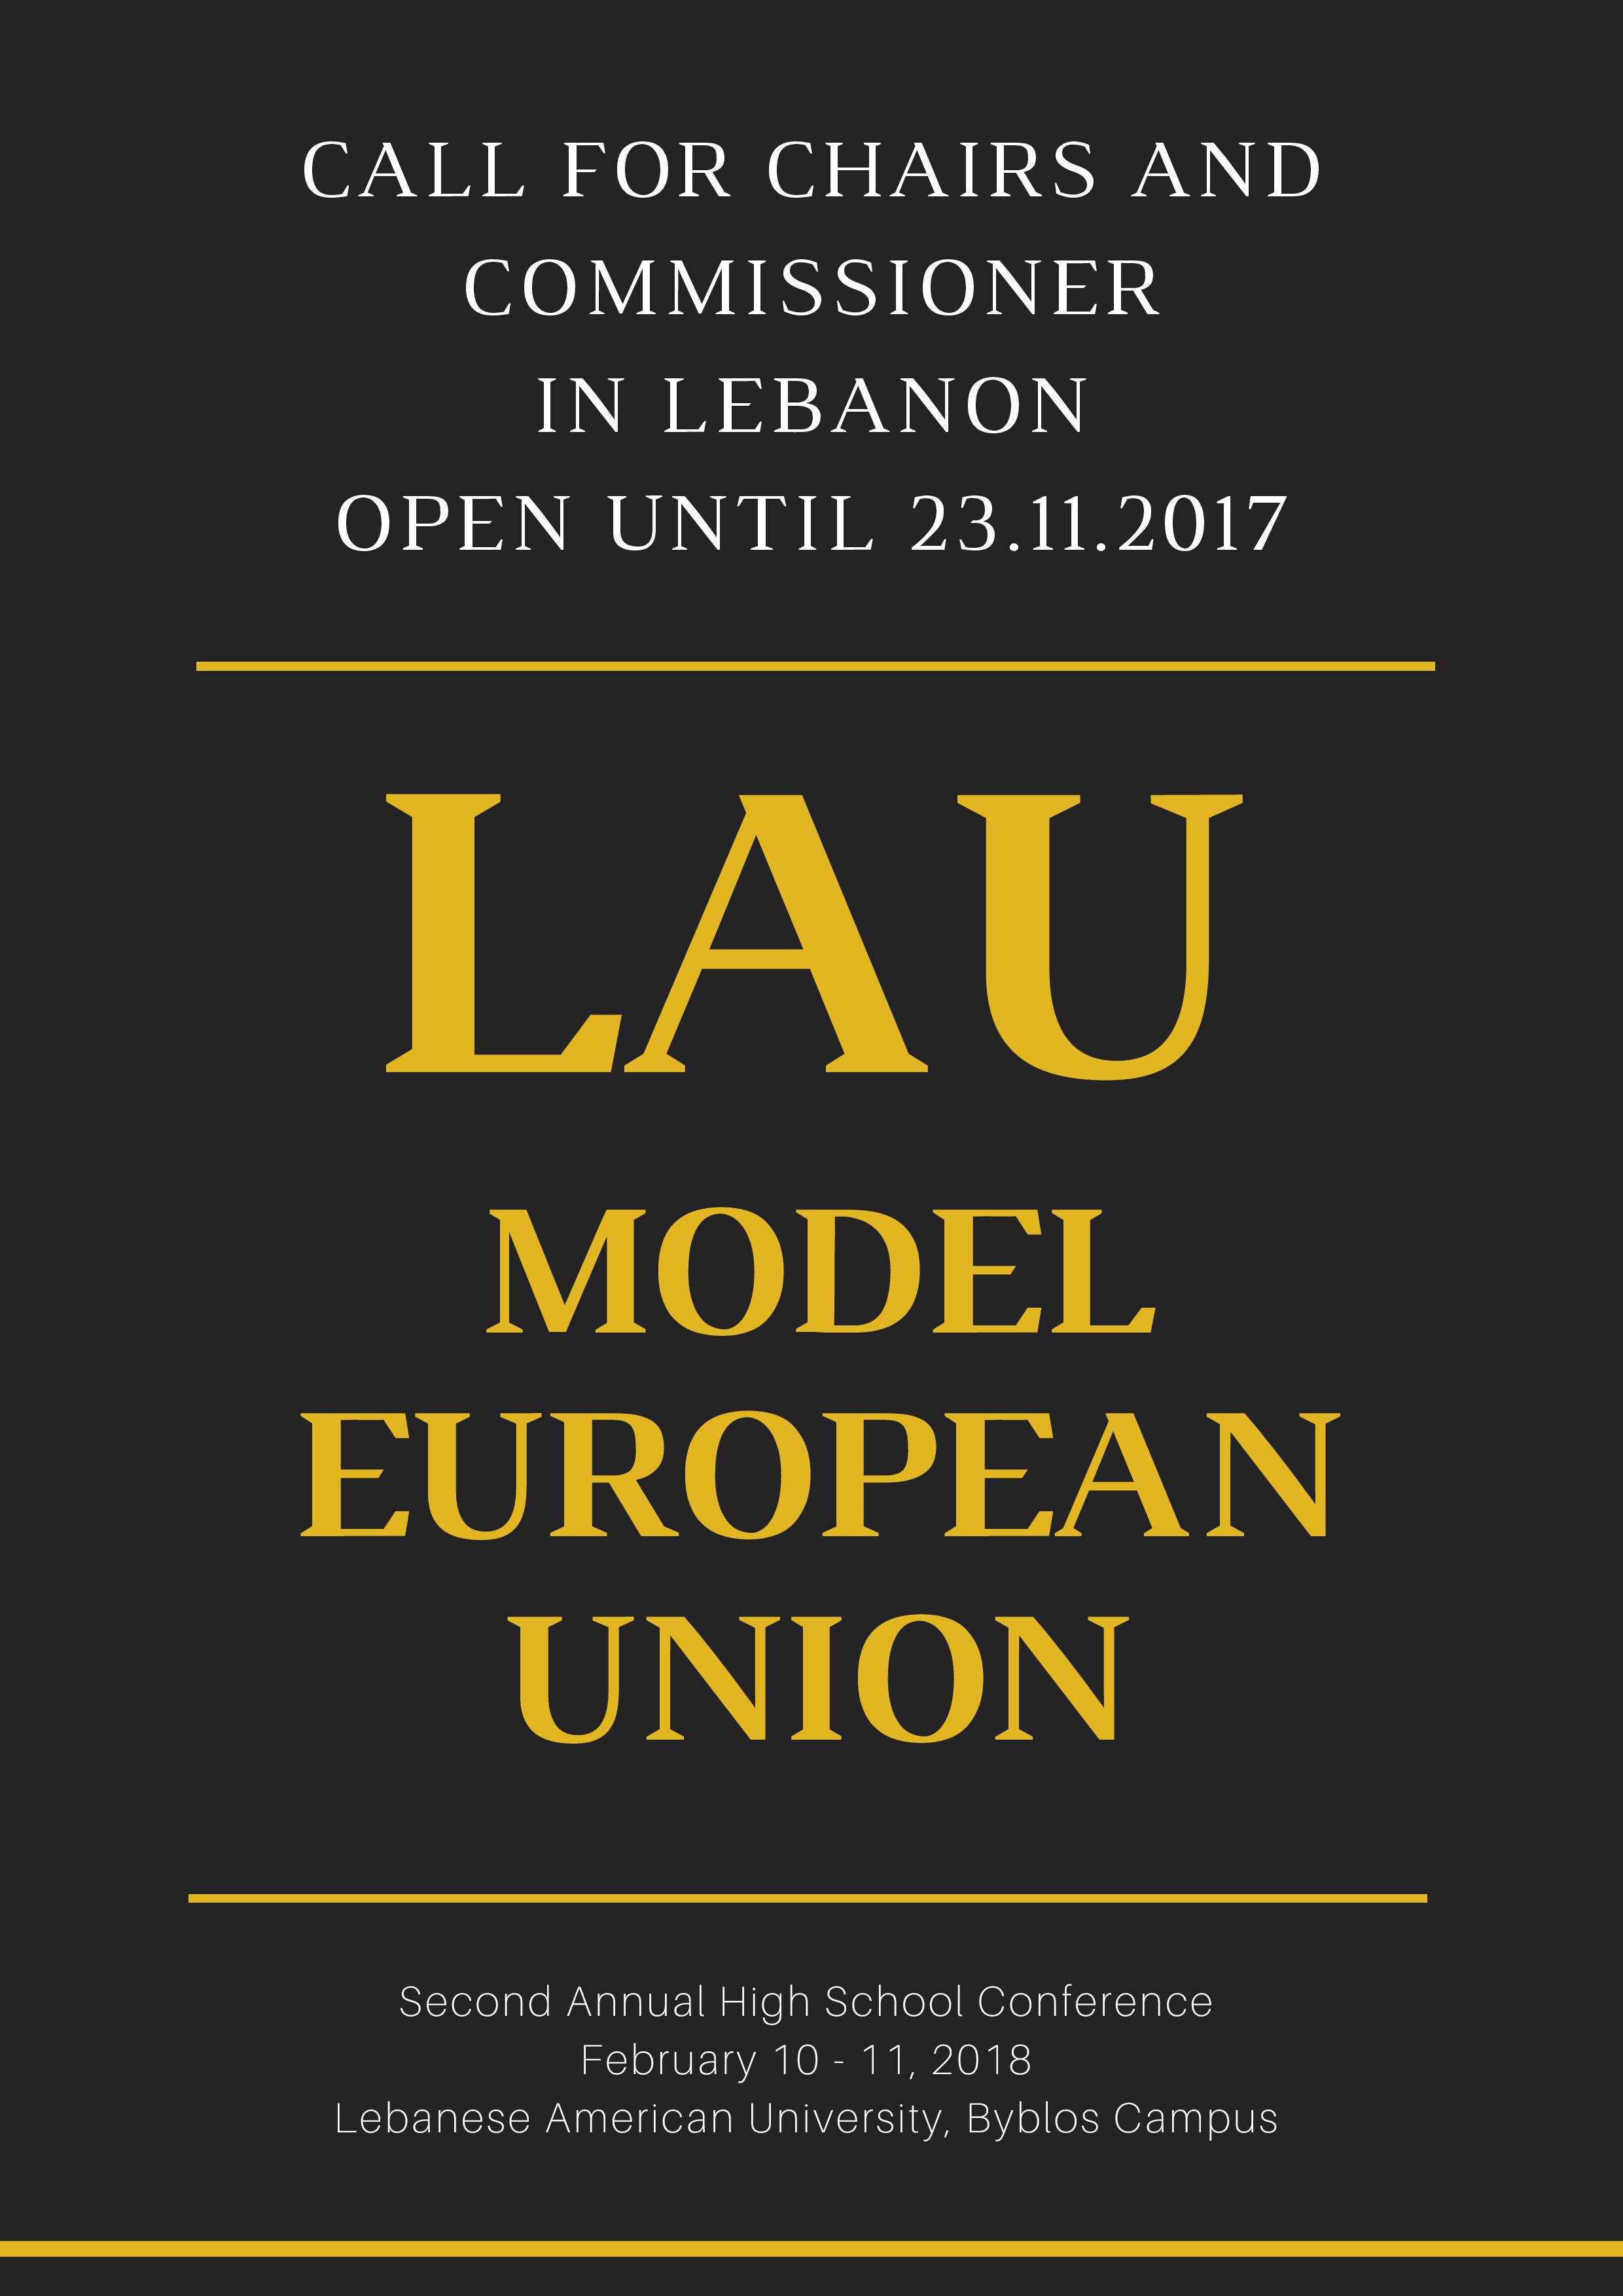 CALL FOR CHAIRS AND
COMMISSIONER
IN LEBANON
OPEN UNTIL 23.11.2017
LAU
MODEL
EUROPEAN
UNION
Second Annual High School Conference
February 10 - 11, 2018
Lebanese American University, Byblos Campus